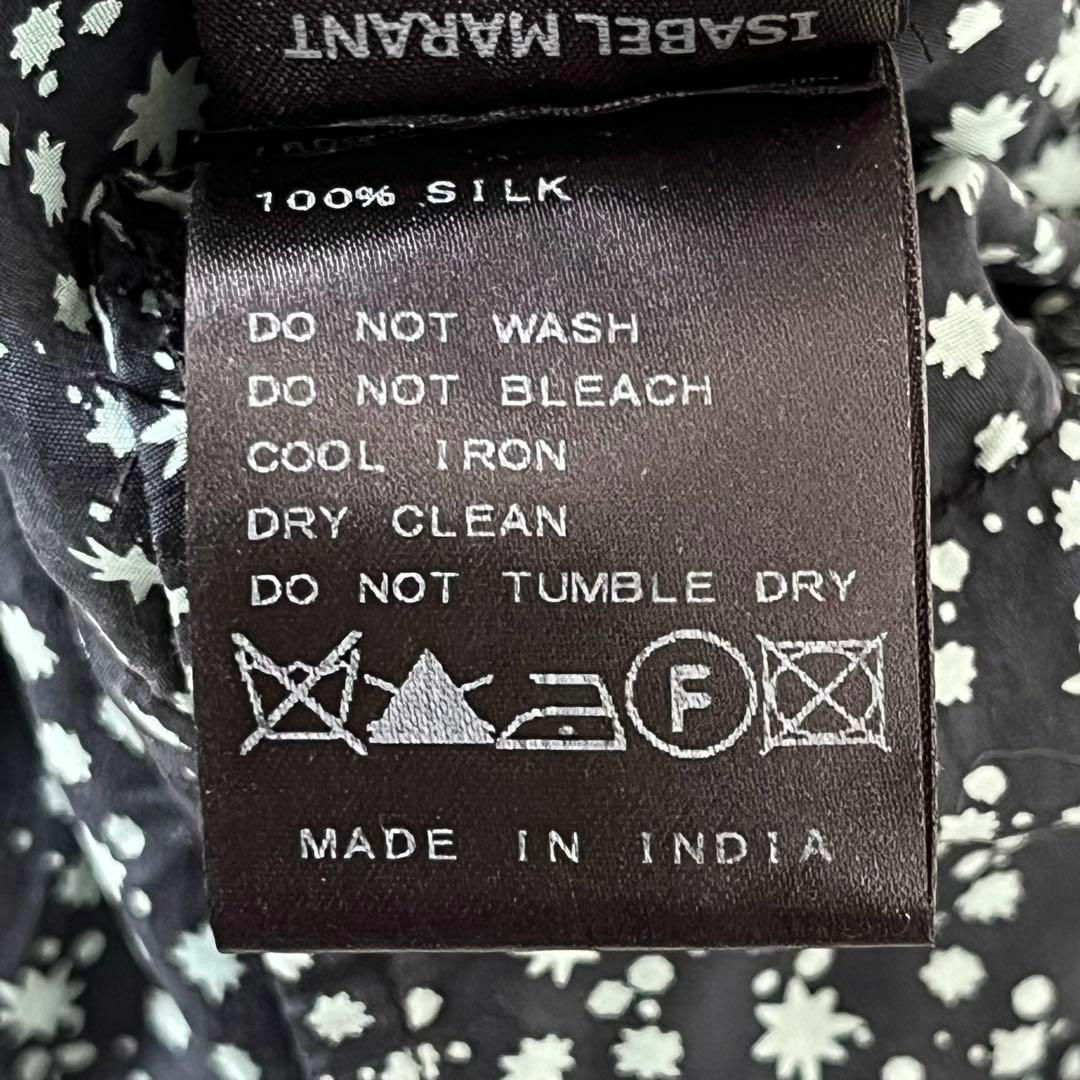 ISABEL MARANT
100% SILK
DO NOT WASH
DO NOT BLEACH
COOL IRON
DRY CLEAN
DO NOT TUMBLE DRY
F
MADE IN INDIA